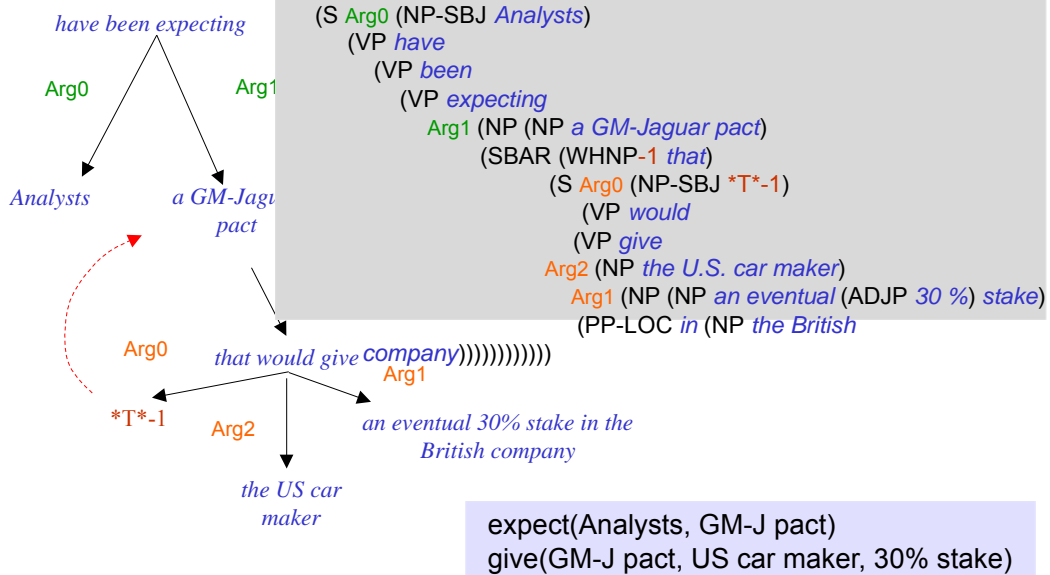 have been expecting
Arg0
Arg1
Analysts
a GM-Jagu
pact
(S Arg0 (NP-SBJ Analysts)
(VP have
(VP been
(VP expecting
Arg1 (NP (NP a GM-Jaguar pact)
(SBAR (WHNP-1 that)
(S Arg0 (NP-SBJ *T*-1)
(VP would
(VP give
Arg2 (NP the U.S. car maker)
Arg1 (NP (NP an eventual (ADJP 30 %) stake)
(PP-LOC in (NP the British
company))))))))))))
that would give
Arg0
Arg1
*T*-1
Arg2
an eventual 30% stake in the
British company
the US car
maker
expect(Analysts, GM-J pact)
give(GM-J pact, US car maker, 30% stake)